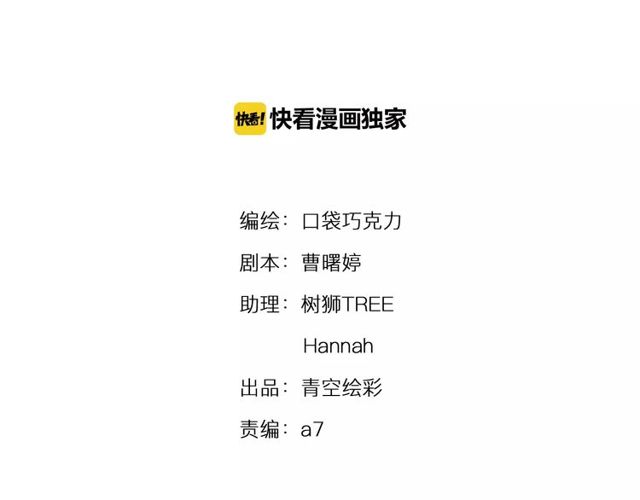 快看! 快看漫画独家
编绘：口袋巧克力
剧本：曹曙婷
助理：树狮TREE
Hannah
出品：青空绘彩
责编：a7